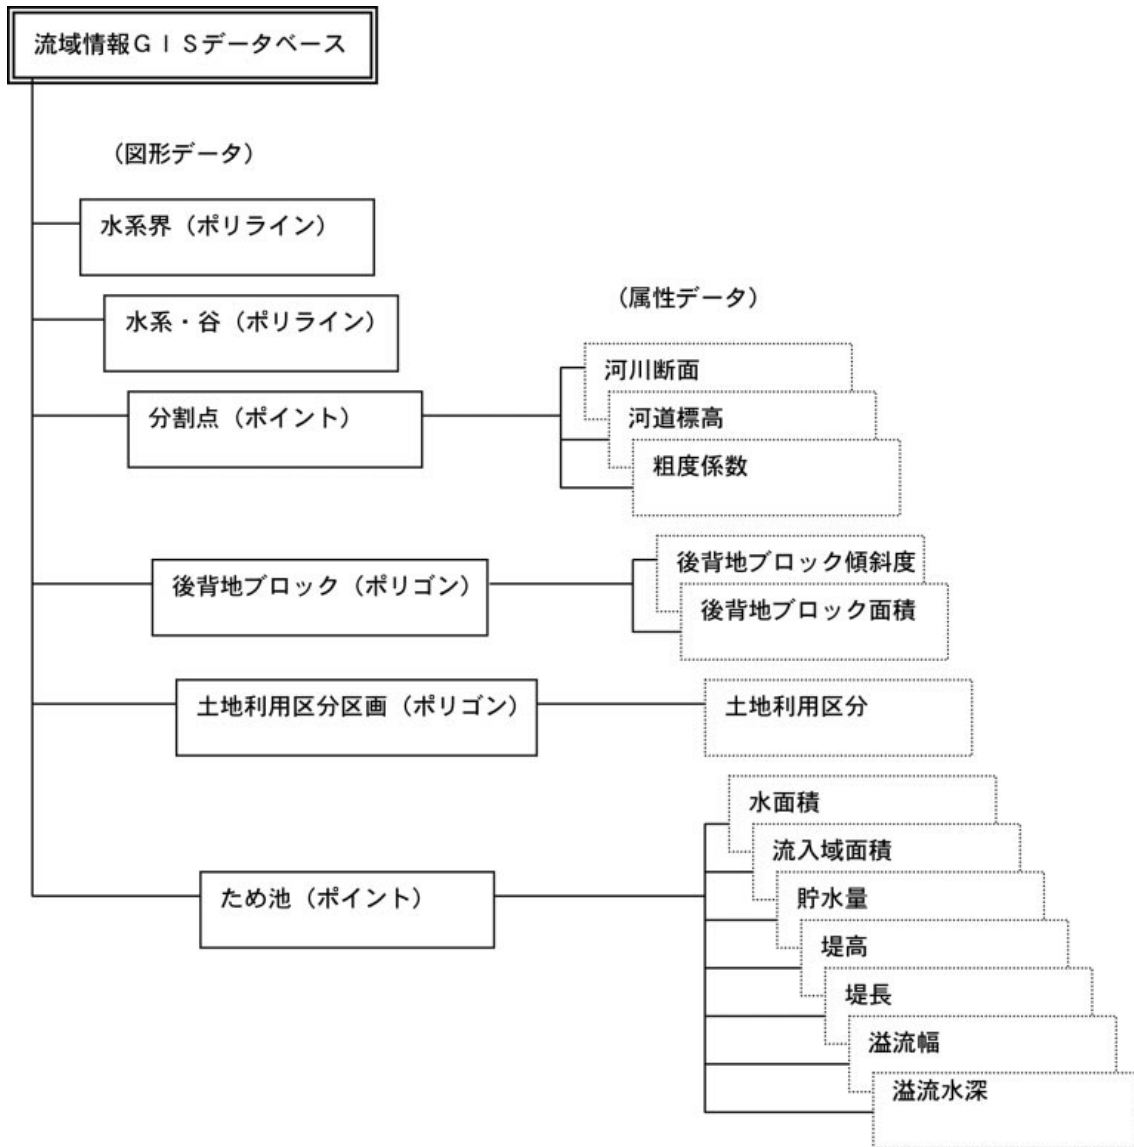 流域情報ＧＩＳデータベース
（図形データ）
水系界（ポリライン）
水系・谷（ポリライン）
（属性データ）
河川断面
分割点（ポイント）
河道標高
粗度係数
後背地ブロック傾斜度
後背地ブロック（ポリゴン）
後背地ブロック面積
土地利用区分区画（ポリゴン）
土地利用区分
水面積
流入域面積
ため池（ポイント）
貯水量
堤高
堤長
溢流幅
溢流水深